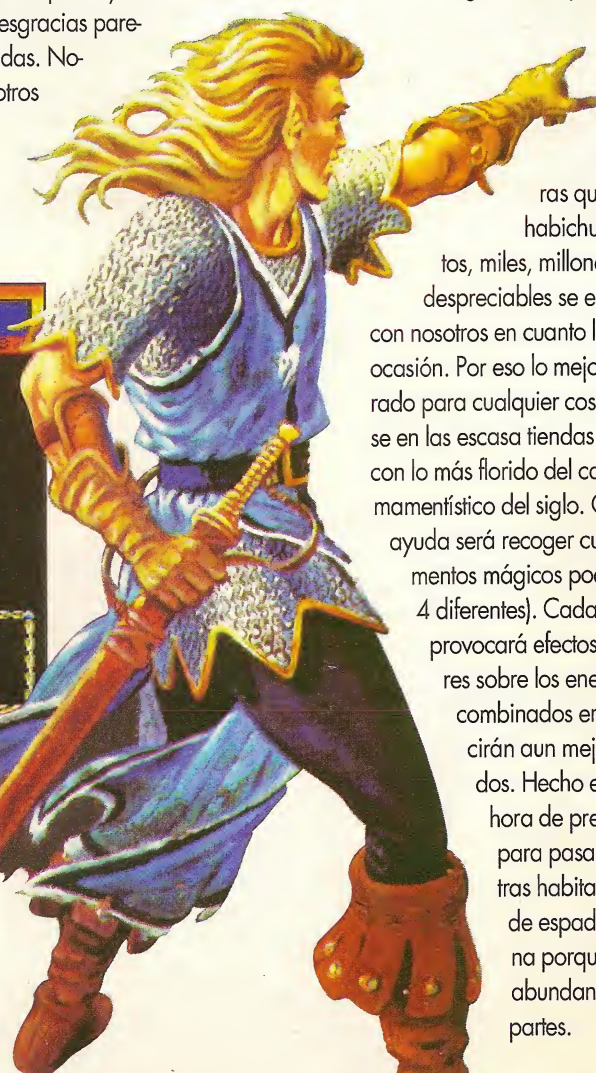 esgracias pare-
das. No-
otros
ras qu
habichu
tos, miles, millon
despreciables se e
con nosotros en cuanto l
ocasión. Por eso lo mejo
rado para cualquier cos
se en las escasa tiendas
con lo más florido del ca
mamentístico del siglo.
ayuda será recoger cu
mentos mágicos po
4 diferentes). Cada
provocará efectos
res sobre los ene
combinados en
cirán aun mej
dos. Hecho e
hora de pre
para pasa
tras habita
de espad
na porqu
abundan
partes.